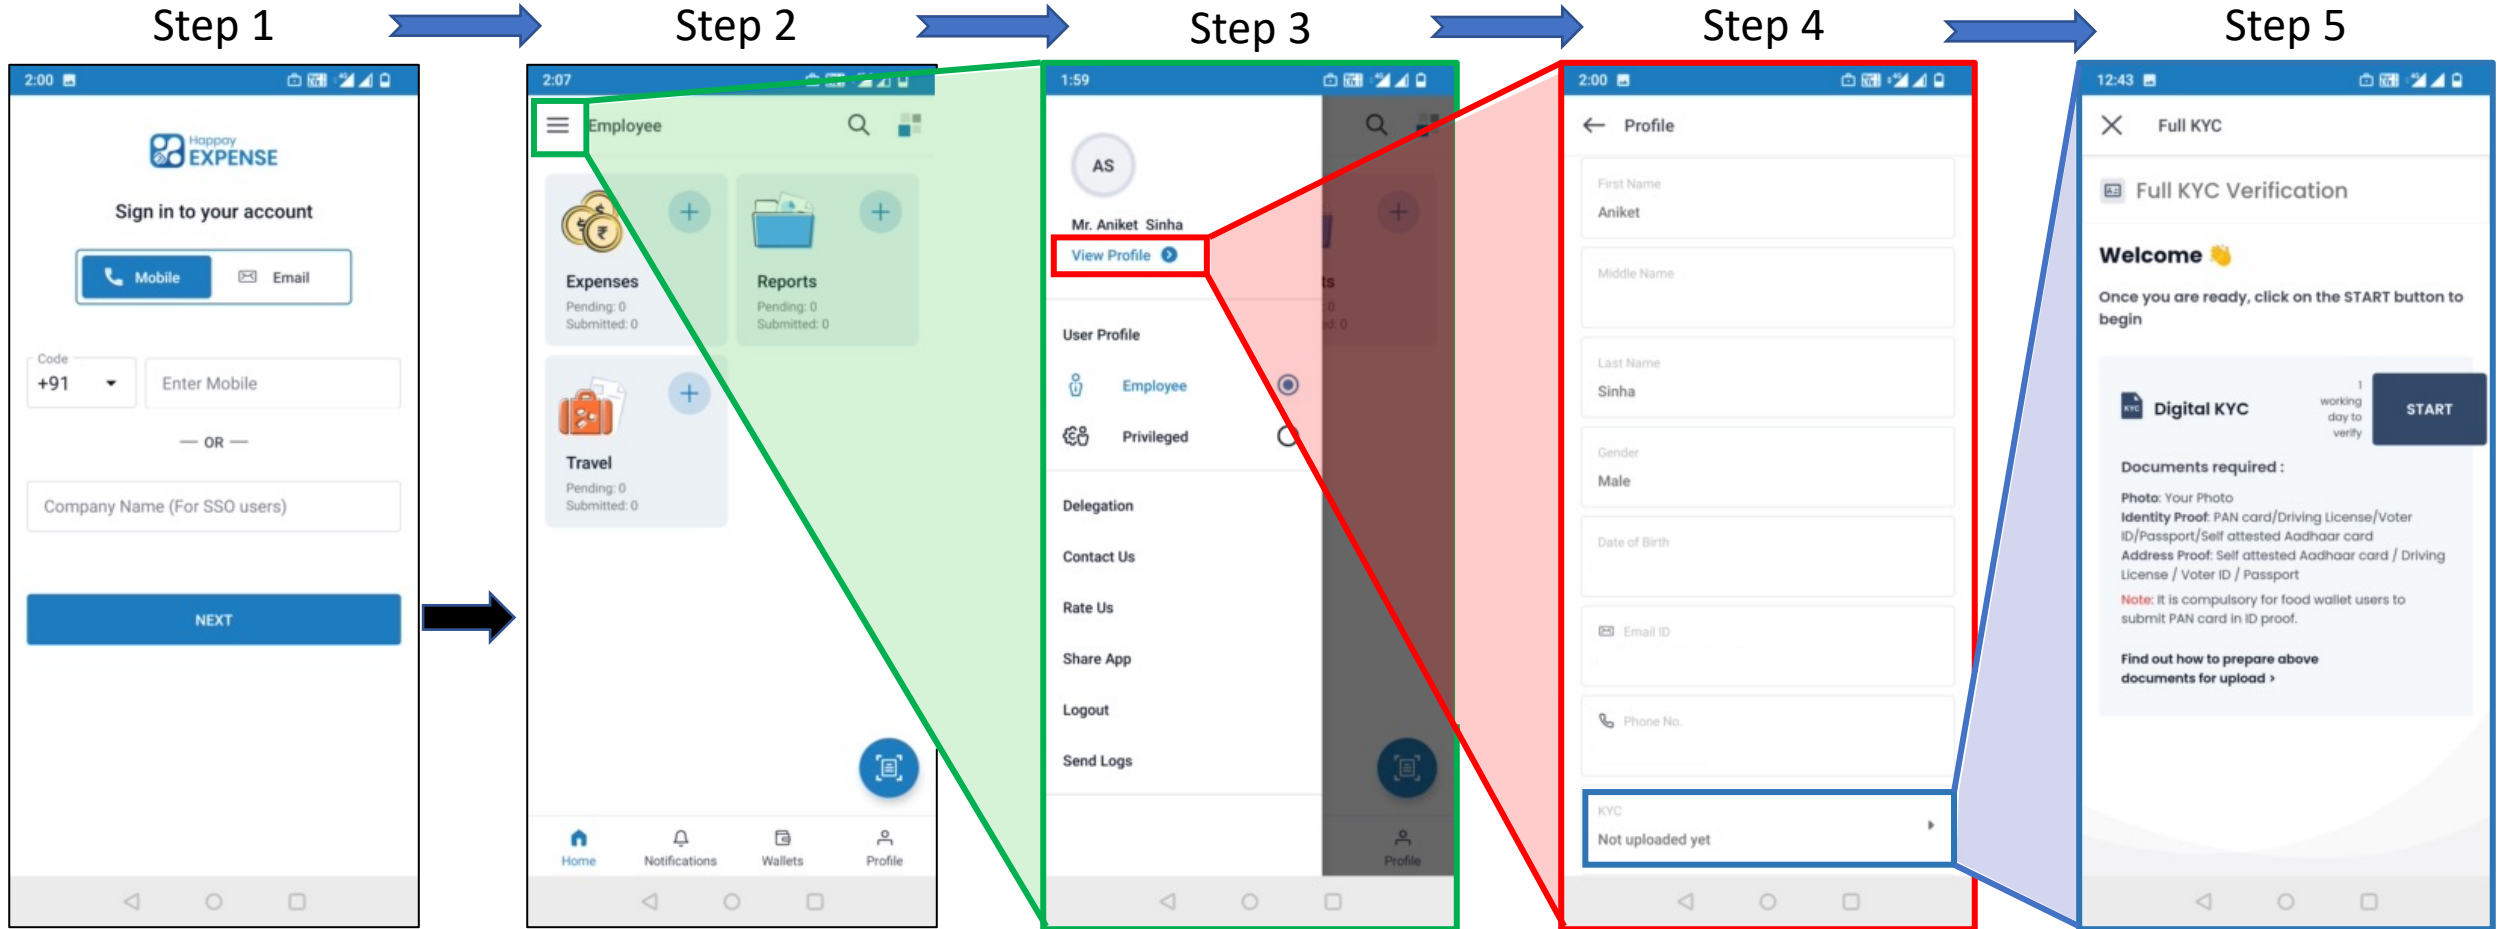 Step 1
Step 2
Step 3
Step 4
Step 5
2:00
Happay
EXPENSE
Sign in to your account
Mobile
Email
Code
+91
Enter Mobile
— OR —
Company Name (For SSO users)
NEXT
2:07
Employee
Expenses
Pending: 0
Submitted: 0
Reports
Pending: 0
Submitted: 0
Travel
Pending: 0
Submitted: 0
Home
Notifications
Wallets
Profile
1:59
AS
Mr. Aniket Sinha
View Profile
User Profile
Employee
Privileged
Delegation
Contact Us
Rate Us
Share App
Logout
Send Logs
ts
: 0
ed: 0
Profile
2:00
Profile
First Name
Aniket
Middle Name
Last Name
Sinha
Gender
Male
Date of Birth
Email ID
Phone No.
KYC
Not uploaded yet
12:43
Full KYC
Full KYC Verification
Welcome 👋
Once you are ready, click on the START button to
begin
KYC
Digital KYC
1
working
day to
verify
START
Documents required :
Photo: Your Photo
Identity Proof: PAN card/Driving License/Voter
ID/Passport/Self attested Aadhaar card
Address Proof: Self attested Aadhaar card / Driving
License / Voter ID / Passport
Note: It is compulsory for food wallet users to
submit PAN card in ID proof.
Find out how to prepare above
documents for upload >